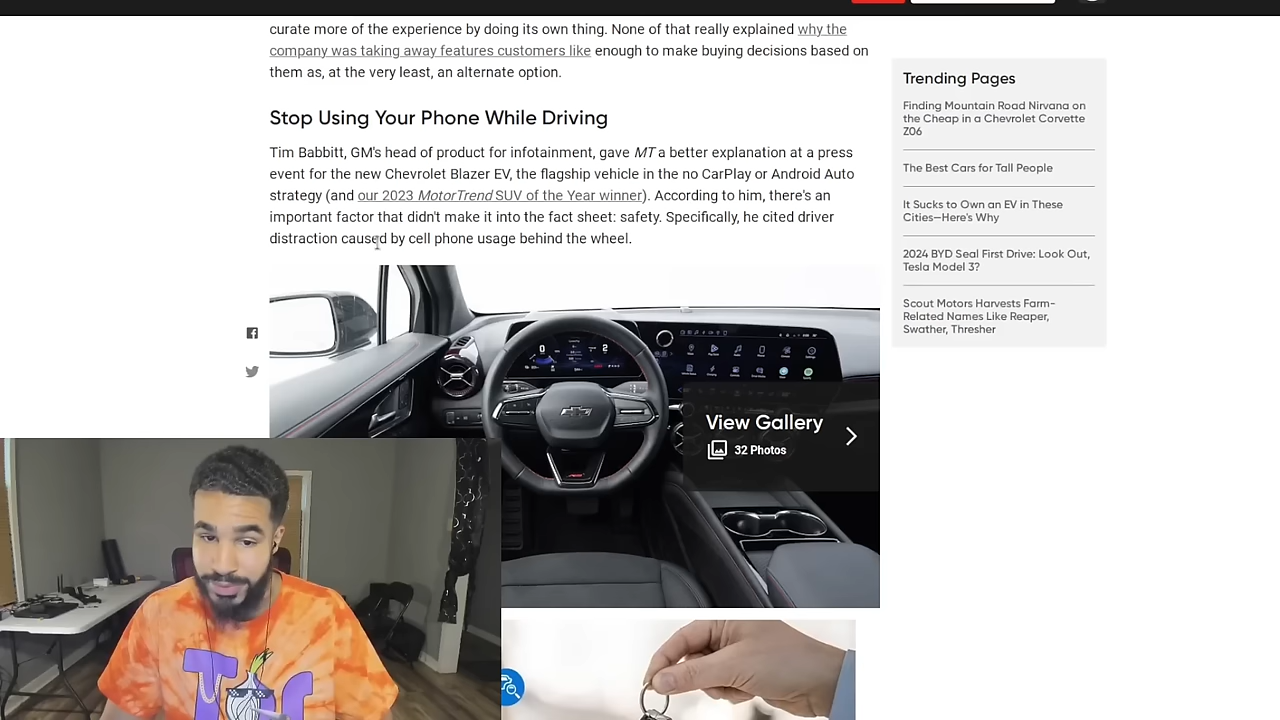 curate more of the experience by doing its own thing. None of that really explained why the
company was taking away features customers like enough to make buying decisions based on
them as, at the very least, an alternate option.
Stop Using Your Phone While Driving
Tim Babbitt, GM's head of product for infotainment, gave MT a better explanation at a press
event for the new Chevrolet Blazer EV, the flagship vehicle in the no CarPlay or Android Auto
strategy (and our 2023 MotorTrend SUV of the Year winner). According to him, there's an
important factor that didn't make it into the fact sheet: safety. Specifically, he cited driver
distraction caused by cell phone usage behind the wheel.
View Gallery
32 Photos
Trending Pages
Finding Mountain Road Nirvana on
the Cheap in a Chevrolet Corvette
Z06
The Best Cars for Tall People
It Sucks to Own an EV in These
Cities—Here's Why
2024 BYD Seal First Drive: Look Out,
Tesla Model 3?
Scout Motors Harvests Farm-
Related Names Like Reaper,
Swather, Thresher